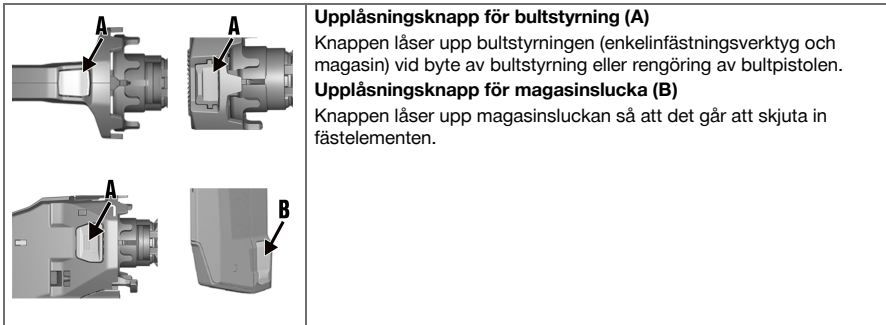 A
A
A
B
Upplåsningsknapp för bultstyrning (A)
Knappen låser upp bultstyrningen (enkelinfästningsverktyg och
magasin) vid byte av bultstyrning eller rengöring av bultpistolen.
Upplåsningsknapp för magasinslucka (B)
Knappen låser upp magasinsluckan så att det går att skjuta in
fästelementen.